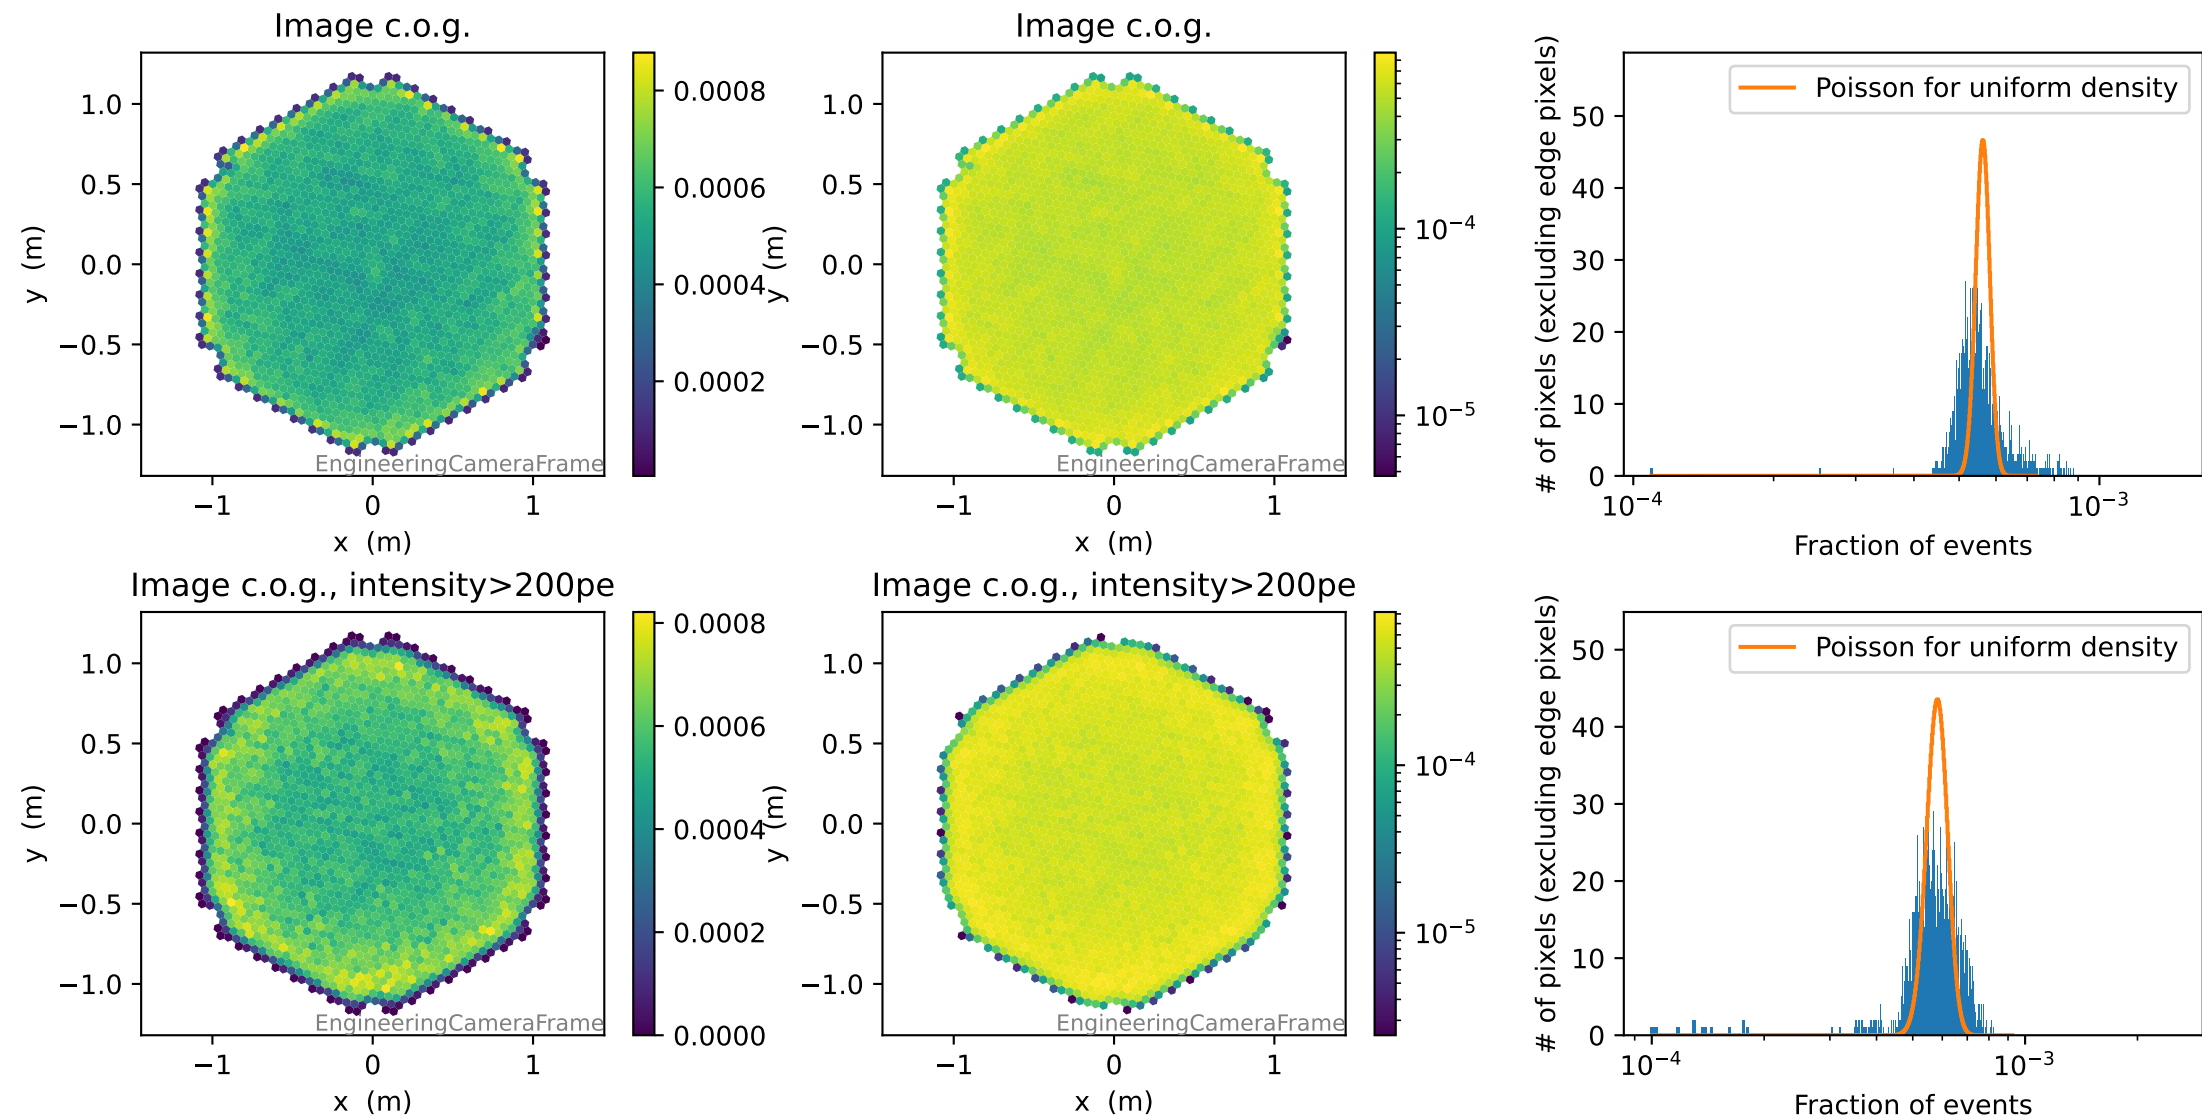 Image c.o.g.
y (m)
1.0
0.5
0.0
−0.5
−1.0
−1
0
1
x (m)
EngineeringCameraFrame
0.0008
0.0006
0.0004
0.0002
Image c.o.g.
y (m)
1.0
0.5
0.0
−0.5
−1.0
−1
0
1
x (m)
EngineeringCameraFrame
10⁻⁴
10⁻⁵
# of pixels (excluding edge pixels)
50
40
30
20
10
0
Poisson for uniform density
10⁻⁴
10⁻³
Fraction of events
Image c.o.g., intensity>200pe
y (m)
1.0
0.5
0.0
−0.5
−1.0
−1
0
1
x (m)
EngineeringCameraFrame
0.0008
0.0006
0.0004
0.0002
0.0000
Image c.o.g., intensity>200pe
y (m)
1.0
0.5
0.0
−0.5
−1.0
−1
0
1
x (m)
EngineeringCameraFrame
10⁻⁴
10⁻⁵
# of pixels (excluding edge pixels)
50
40
30
20
10
0
Poisson for uniform density
10⁻⁴
10⁻³
Fraction of events